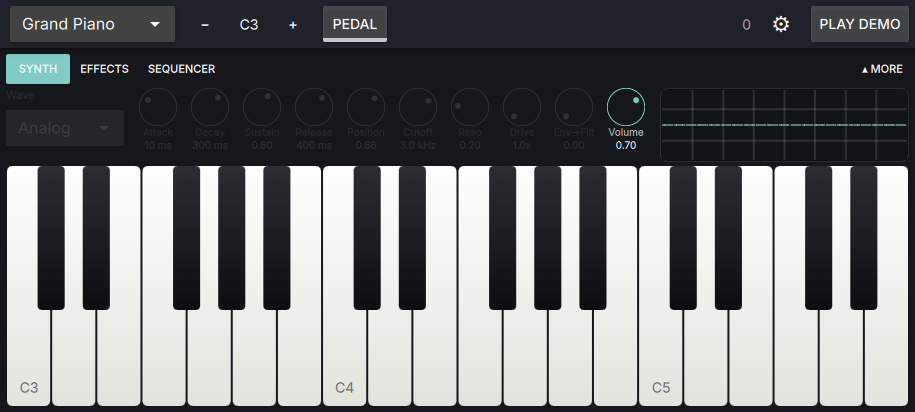 Grand Piano
−
C3
+
PEDAL
0
PLAY DEMO
SYNTH
EFFECTS
SEQUENCER
▴ MORE
Wave
Analog
Attack
10 ms
Decay
300 ms
Sustain
0.60
Release
400 ms
Position
0.66
Cutoff
3.0 kHz
Reso
0.20
Drive
1.0x
Env→Filt
0.00
Volume
0.70
C3
C4
C5